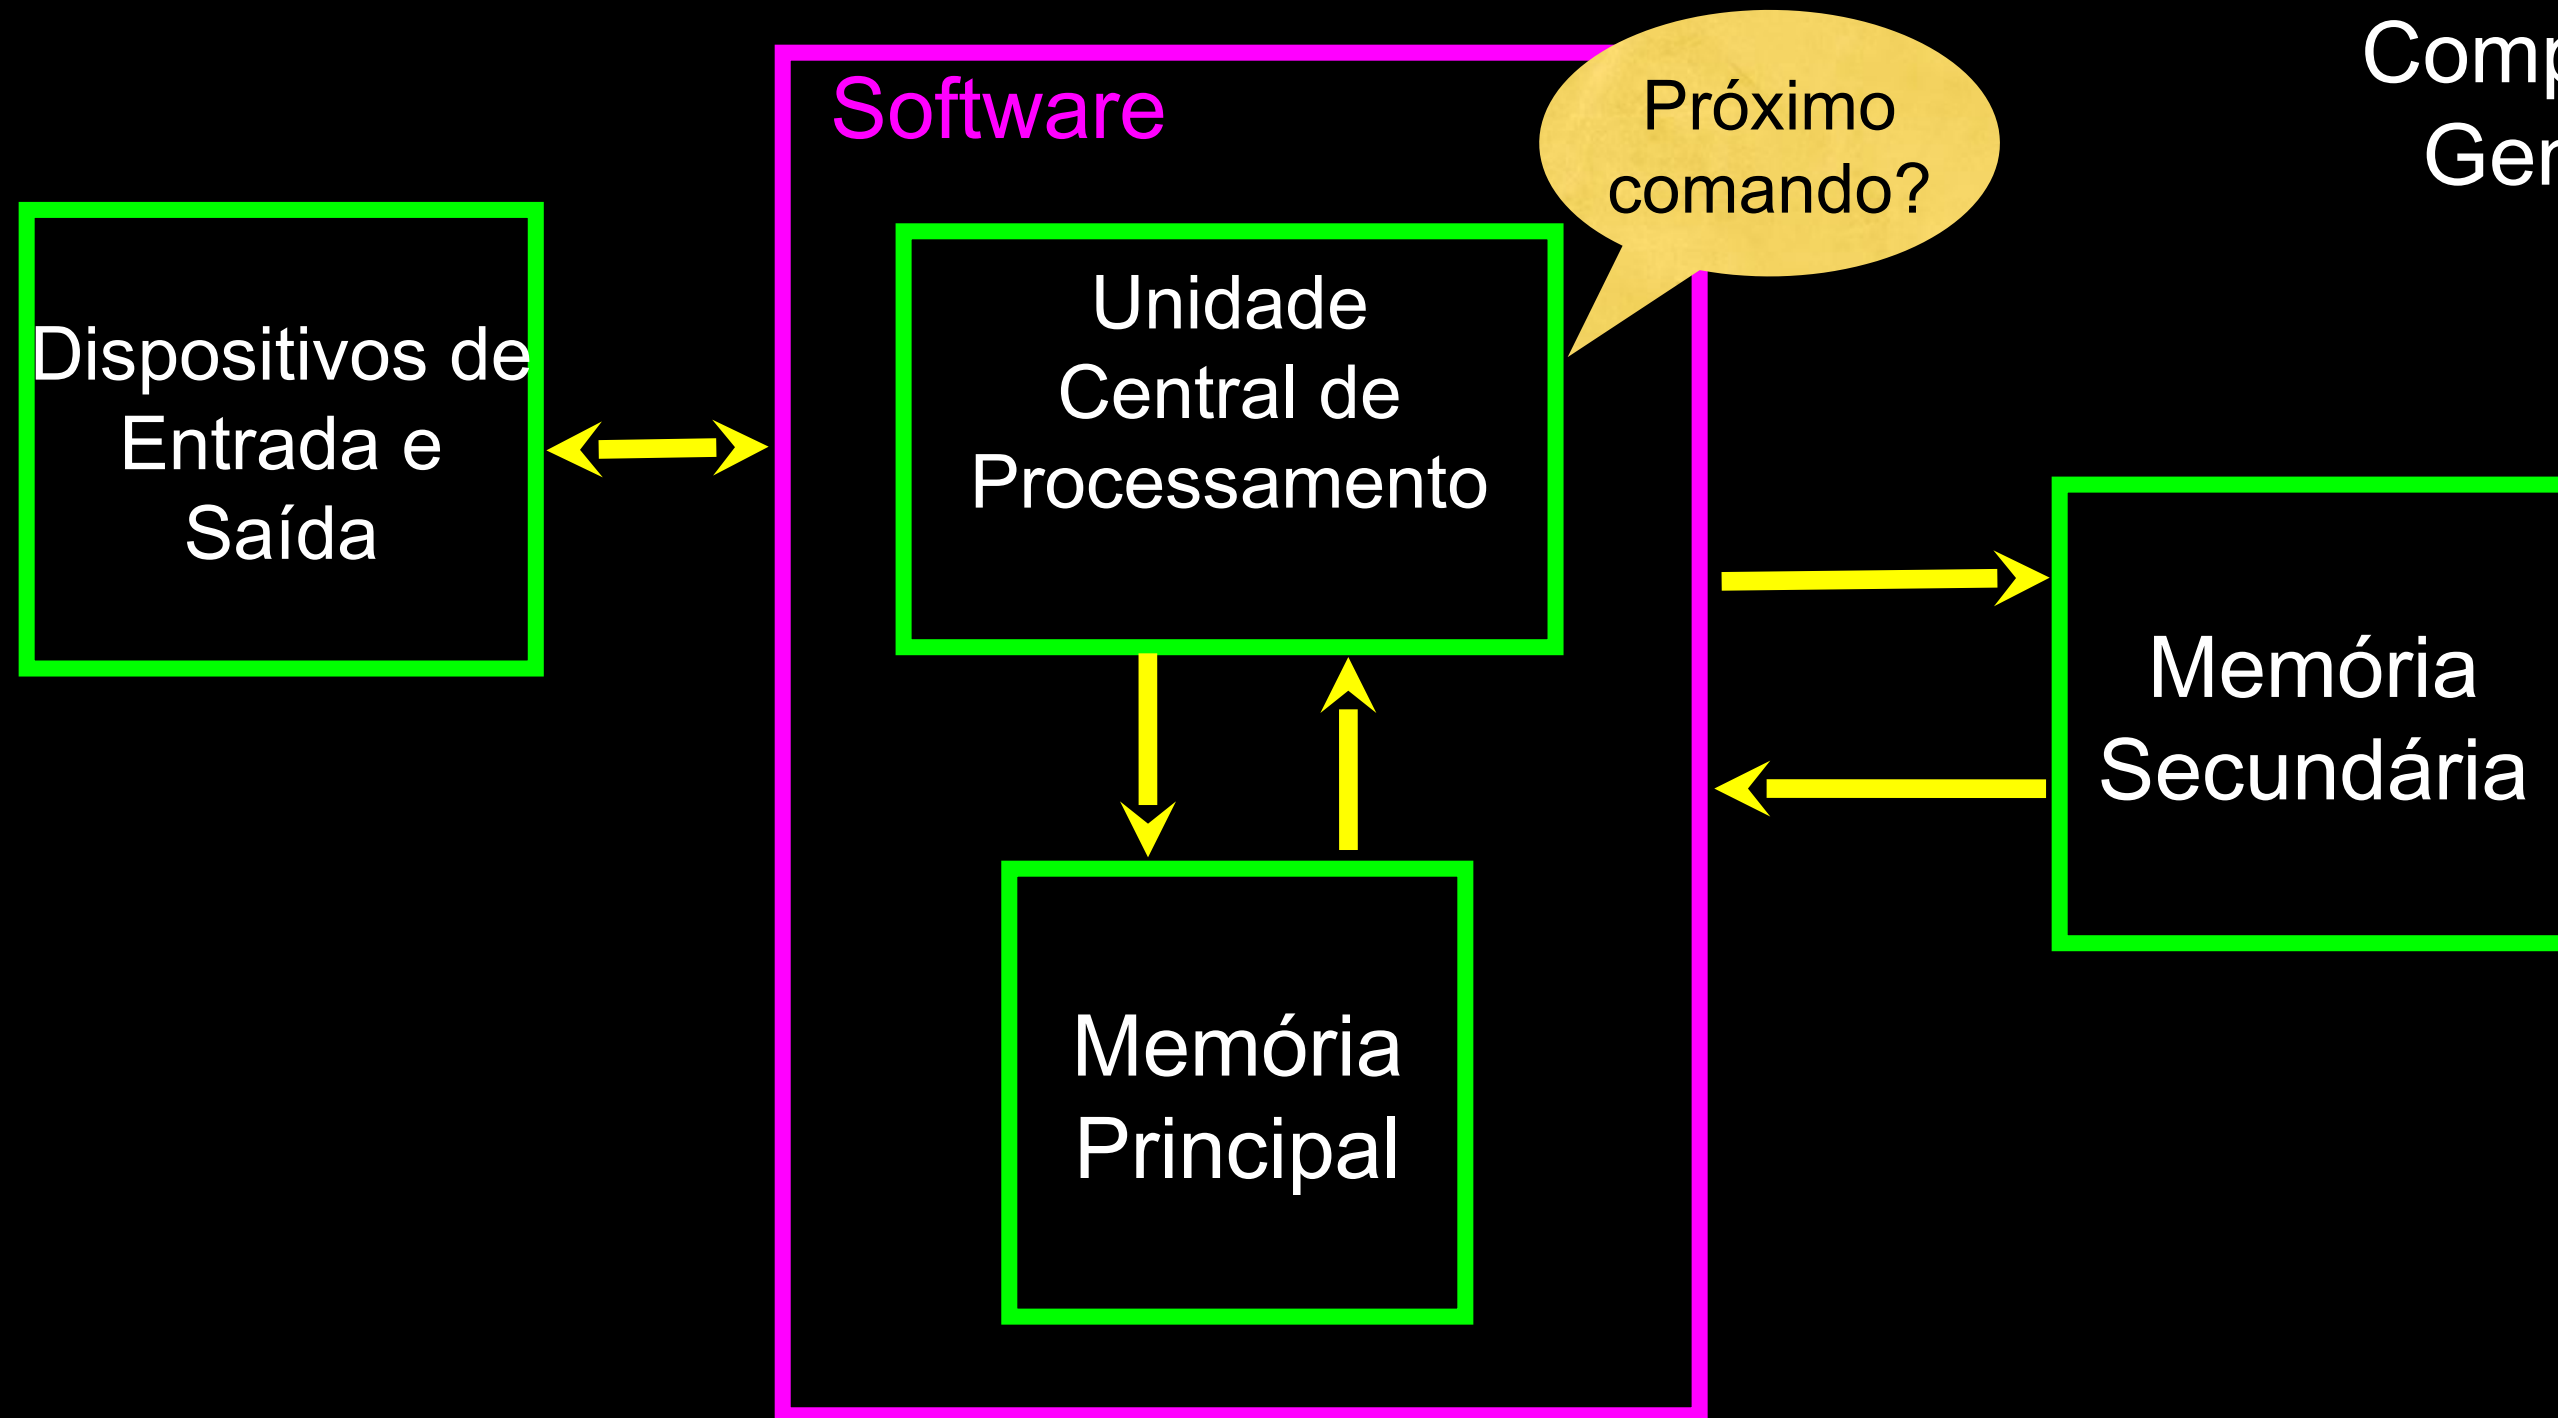 Software
Próximo
comando?
Dispositivos de
Entrada e
Saída
Unidade
Central de
Processamento
Memória
Secundária
Memória
Principal